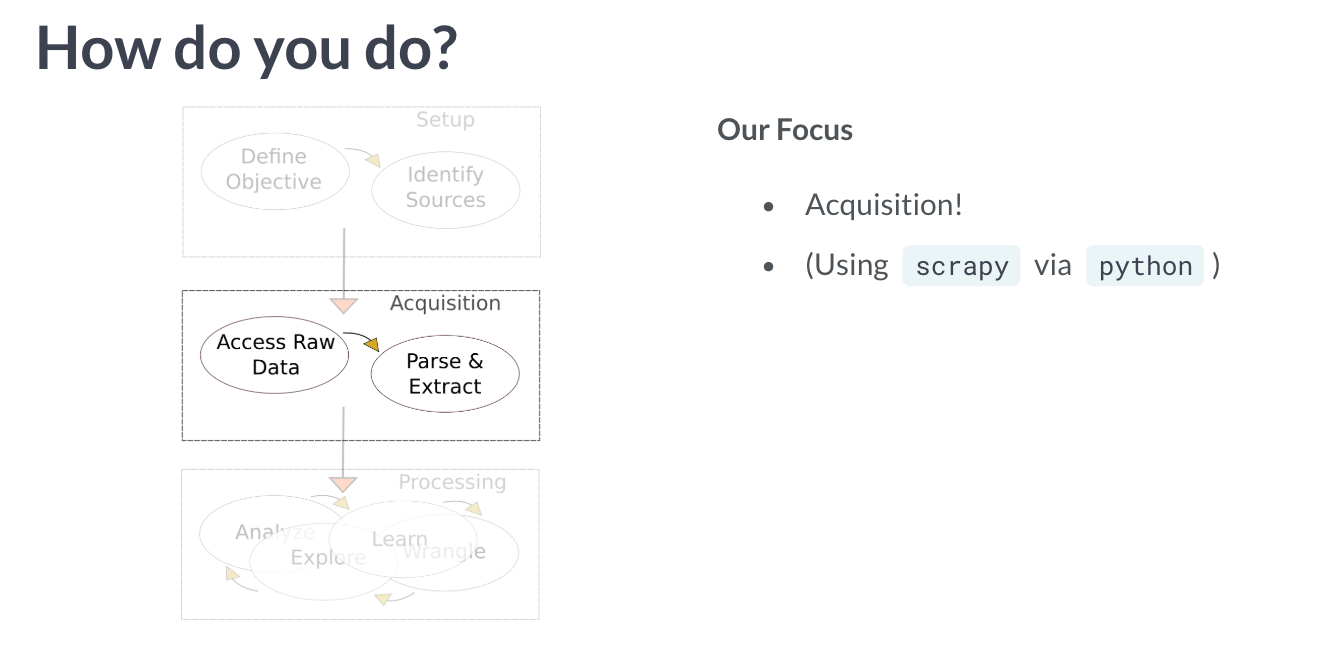 How do you do?
Setup
Define
Objective
Identify
Sources
Acquisition
Access Raw
Data
Parse &
Extract
Processing
Analyze
Explore
Learn
Wrangle
Our Focus
• Acquisition!
• (Using scrapy via python )